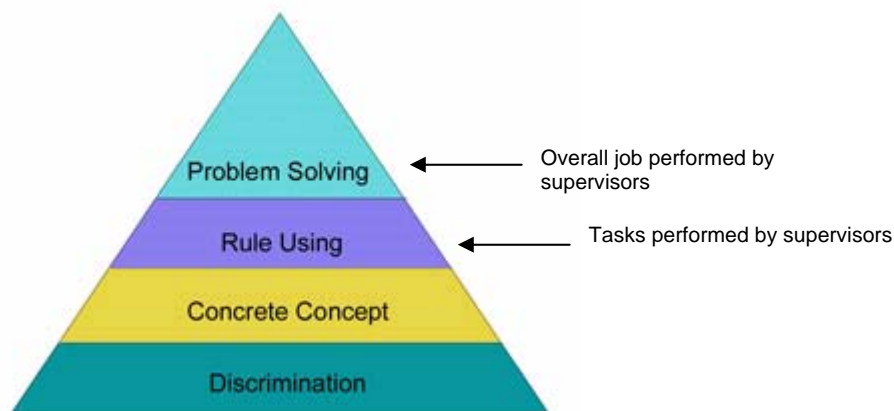 Problem Solving
Overall job performed by
supervisors
Rule Using
Tasks performed by supervisors
Concrete Concept
Discrimination